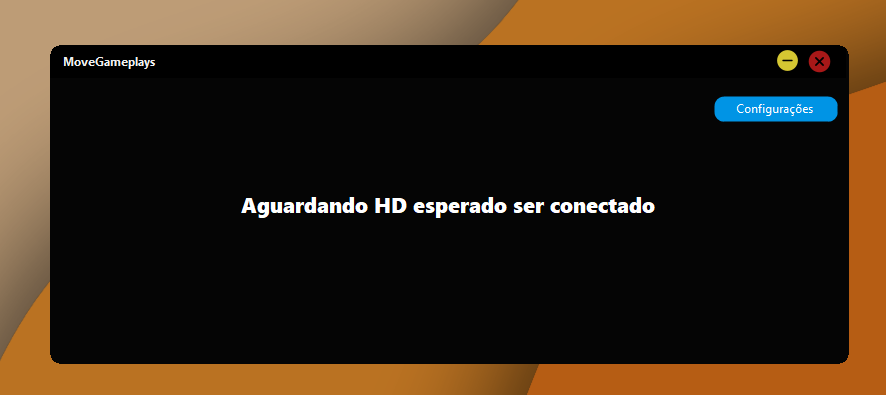 MoveGameplays
Configurações
Aguardando HD esperado ser conectado